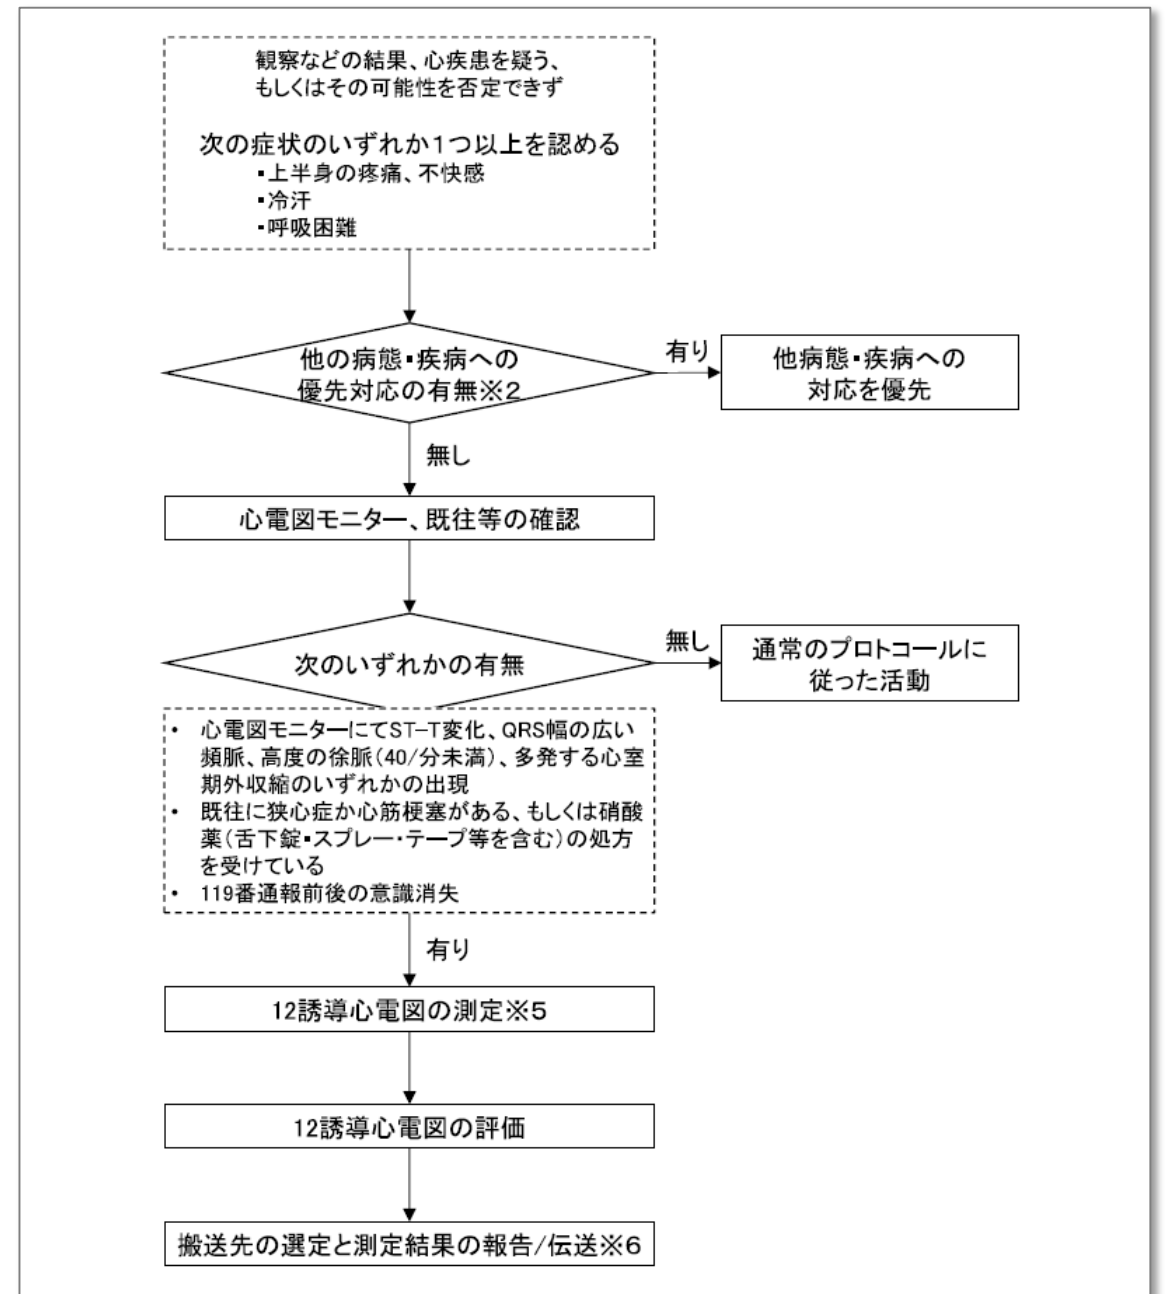 観察などの結果、心疾患を疑う、
もしくはその可能性を否定できず
次の症状のいずれか1つ以上を認める
・上半身の疼痛、不快感
・冷汗
・呼吸困難
他の病態・疾病への
優先対応の有無※2
有り
他病態・疾病への
対応を優先
無し
心電図モニター、既往等の確認
次のいずれかの有無
無し
通常のプロトコールに
従った活動
• 心電図モニターにてST-T変化、QRS幅の広い
頻脈、高度の徐脈(40/分未満)、多発する心室
期外収縮のいずれかの出現
• 既往に狭心症か心筋梗塞がある、もしくは硝酸
薬(舌下錠・スプレー・テープ等を含む)の処方
を受けている
• 119番通報前後の意識消失
有り
12誘導心電図の測定※5
12誘導心電図の評価
搬送先の選定と測定結果の報告/伝送※6